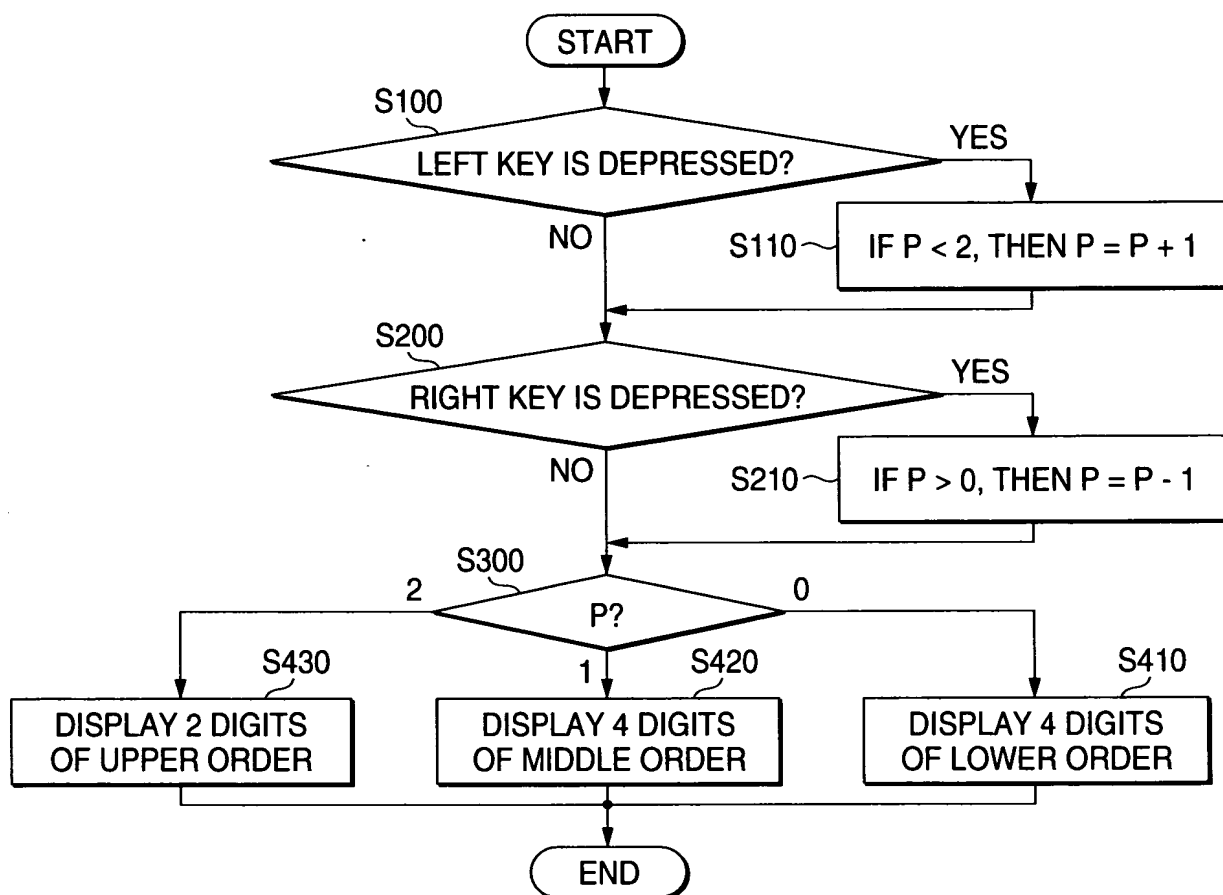 START
S100
LEFT KEY IS DEPRESSED?
YES
NO
S110
IF P < 2, THEN P = P + 1
S200
RIGHT KEY IS DEPRESSED?
YES
NO
S210
IF P > 0, THEN P = P - 1
S300
2
P?
0
1
S430
DISPLAY 2 DIGITS
OF UPPER ORDER
S420
DISPLAY 4 DIGITS
OF MIDDLE ORDER
S410
DISPLAY 4 DIGITS
OF LOWER ORDER
END